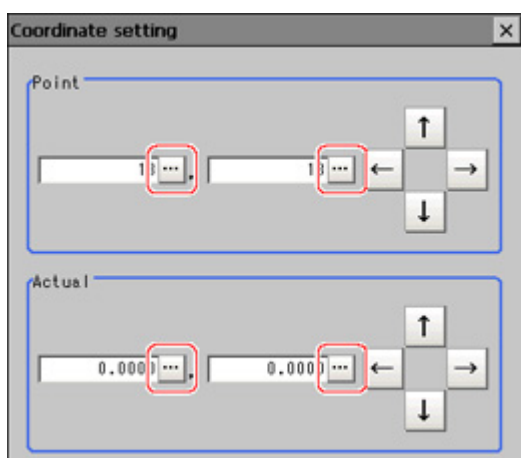 Coordinate setting
Point
Actual
0.0000 ... , 0.0000 ...